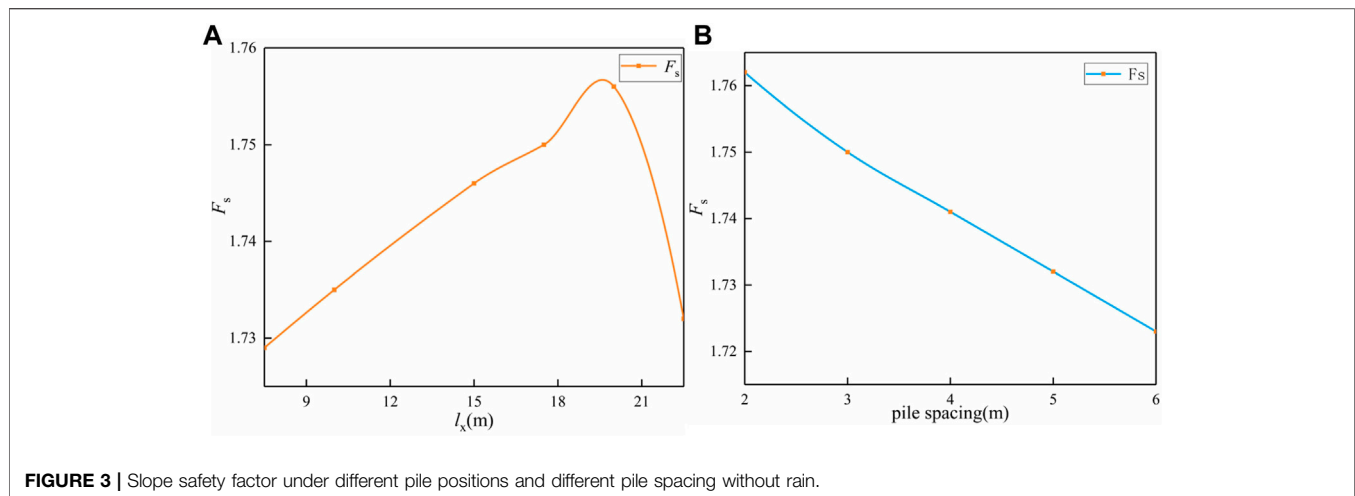 A
1.76
1.75
1.74
1.73
Fs
Fs
9 12 15 18 21
lx(m)
B
1.76
1.75
1.74
1.73
1.72
Fs
Fs
2 3 4 5 6
pile spacing(m)
FIGURE 3 | Slope safety factor under different pile positions and different pile spacing without rain.